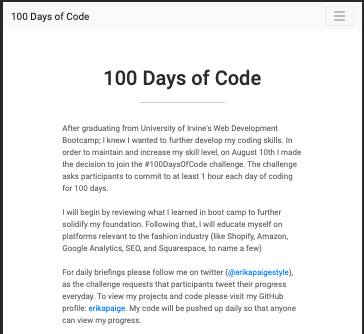 100 Days of Code
100 Days of Code
After graduating from University of Irvine's Web Development
Bootcamp; I knew I wanted to further develop my coding skills. In
order to maintain and increase my skill level, on August 10th I made
the decision to join the #100DaysOfCode challenge. The challenge
asks participants to commit to at least 1 hour each day of coding
for 100 days.
I will begin by reviewing what I learned in boot camp to further
solidify my foundation. Following that, I will educate myself on
platforms relevant to the fashion industry (like Shopify, Amazon,
Google Analytics, SEO, and Squarespace, to name a few)
For daily briefings please follow me on twitter (@erikapaigestyle),
as the challenge requests that participants tweet their progress
everyday. To view my projects and code please visit my GitHub
profile: erikapaige. My code will be pushed up daily so that anyone
can view my progress.